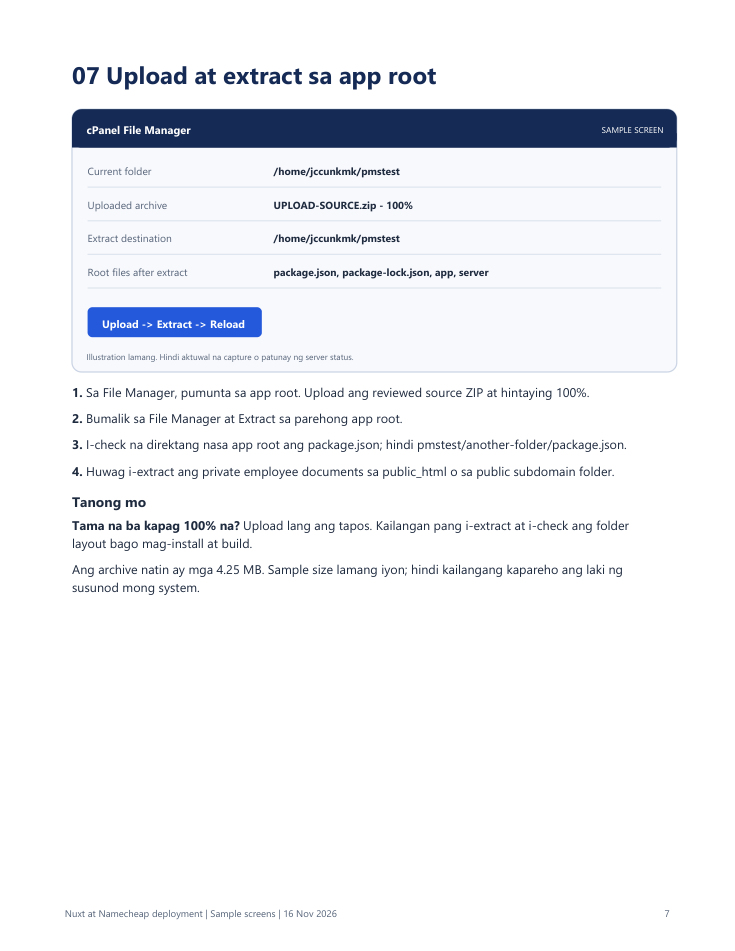 07 Upload at extract sa app root
cPanel File Manager
SAMPLE SCREEN
Current folder /home/jccunkmk/pmstest
Uploaded archive UPLOAD-SOURCE.zip - 100%
Extract destination /home/jccunkmk/pmstest
Root files after extract package.json, package-lock.json, app, server
Upload -> Extract -> Reload
Illustration lamang. Hindi aktuwal na capture o patunay ng server status.
1. Sa File Manager, pumunta sa app root. Upload ang reviewed source ZIP at hintaying 100%.
2. Bumalik sa File Manager at Extract sa parehong app root.
3. I-check na direktang nasa app root ang package.json; hindi pmstest/another-folder/package.json.
4. Huwag i-extract ang private employee documents sa public_html o sa public subdomain folder.
Tanong mo
Tama na ba kapag 100% na? Upload lang ang tapos. Kailangan pang i-extract at i-check ang folder
layout bago mag-install at build.
Ang archive natin ay mga 4.25 MB. Sample size lamang iyon; hindi kailangang kapareho ang laki ng
susunod mong system.
Nuxt at Namecheap deployment | Sample screens | 16 Nov 2026
7